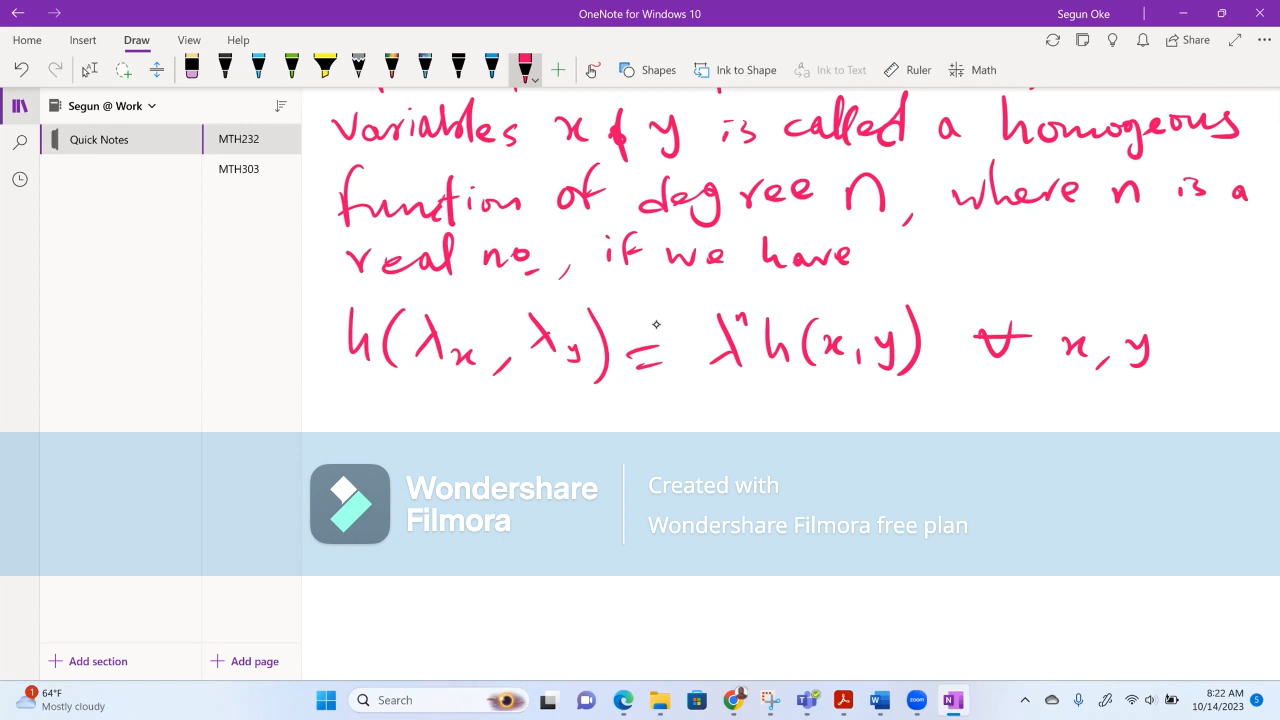 OneNote for Windows 10
Segun Oke
Home Insert Draw View Help
Share
Shapes
Ink to Shape
Ink to Text
Ruler
Math
Segun @ Work
Quick Notes
MTH232
MTH303
variables x & y is called a homogeous
function of degree n, where n is a
real no, if we have
h(λx, λy) = λⁿh(x, y) ∀ x, y
Wondershare
Filmora
Created with
Wondershare Filmora free plan
Add section
Add page
1
64°F
Mostly cloudy
Search
8:22 AM
10/14/2023
5